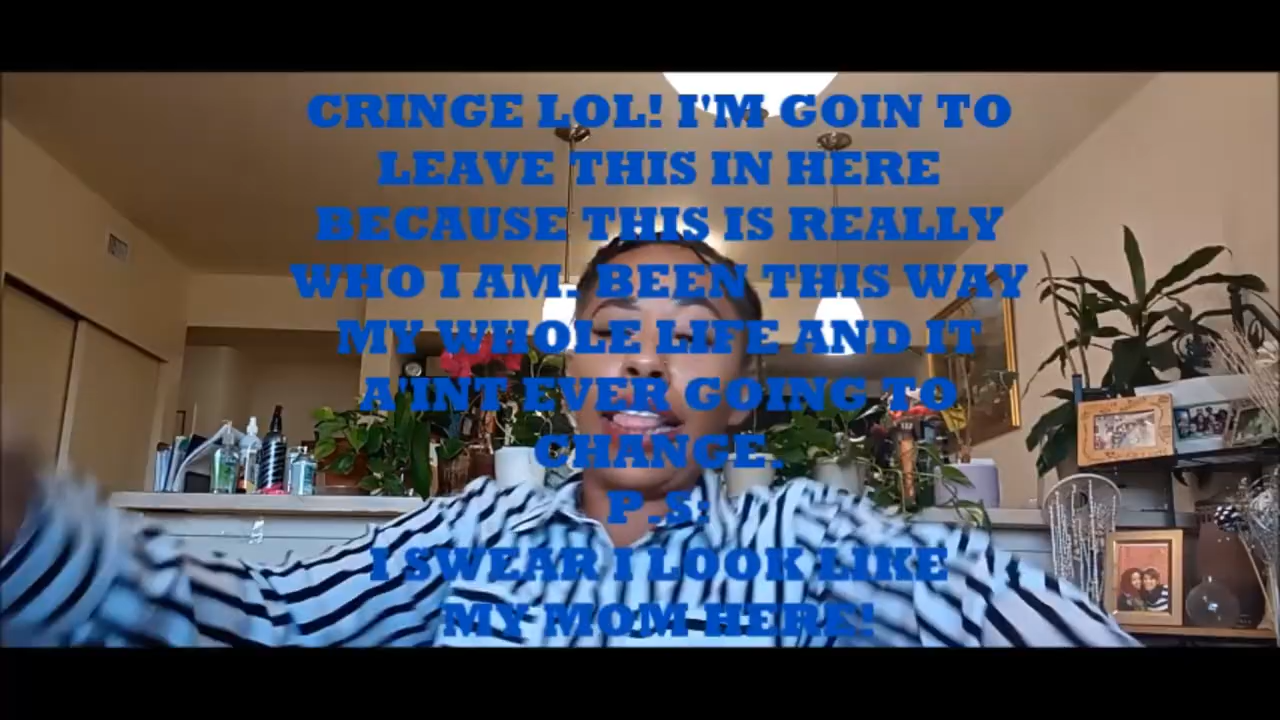 CRINGE LOL! I'M GOIN TO
LEAVE THIS IN HERE
BECAUSE THIS IS REALLY
WHO I AM. BEEN THIS WAY
MY WHOLE LIFE AND IT
A'INT EVER GOING TO
CHANGE.
P.S:
I SWEAR I LOOK LIKE
MY MOM HERE!